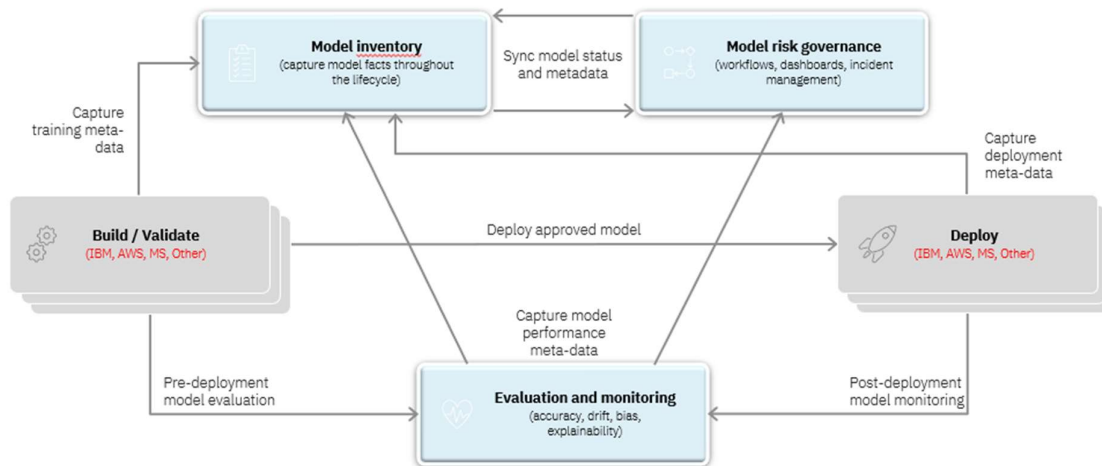 Model inventory
(capture model facts throughout
the lifecycle)
Sync model status
and metadata
Model risk governance
(workflows, dashboards, incident
management)
Capture
training meta-
data
Capture
deployment
meta-data
Build / Validate
(IBM, AWS, MS, Other)
Deploy approved model
Deploy
(IBM, AWS, MS, Other)
Capture model
performance
meta-data
Pre-deployment
model evaluation
Evaluation and monitoring
(accuracy, drift, bias,
explainability)
Post-deployment
model monitoring